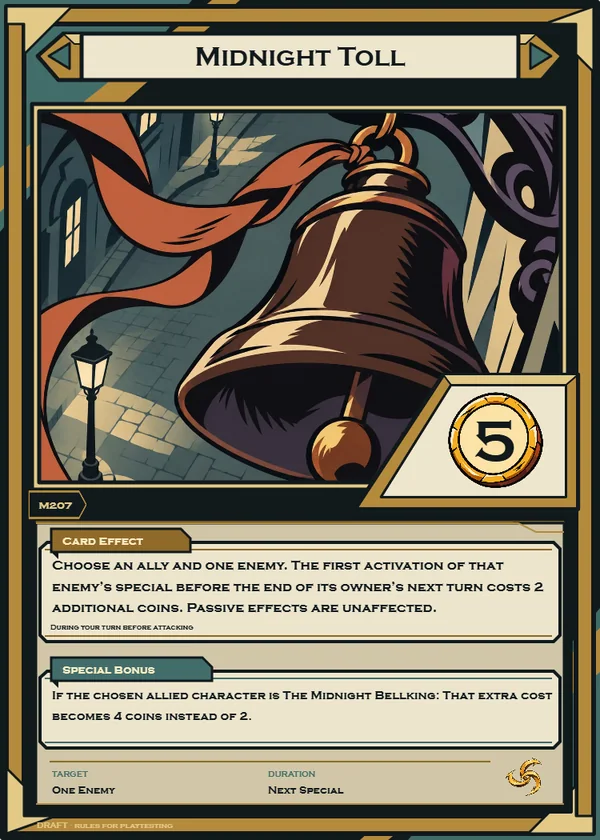 Midnight Toll
5
M207
Card Effect
Choose an ally and one enemy. The first activation of that
enemy's special before the end of its owner's next turn costs 2
additional coins. Passive effects are unaffected.
During your turn before attacking
Special Bonus
If the chosen allied character is The Midnight Bellking: That extra cost
becomes 4 coins instead of 2.
Target
Duration
One Enemy
Next Special
DRAFT · Rules for playtesting